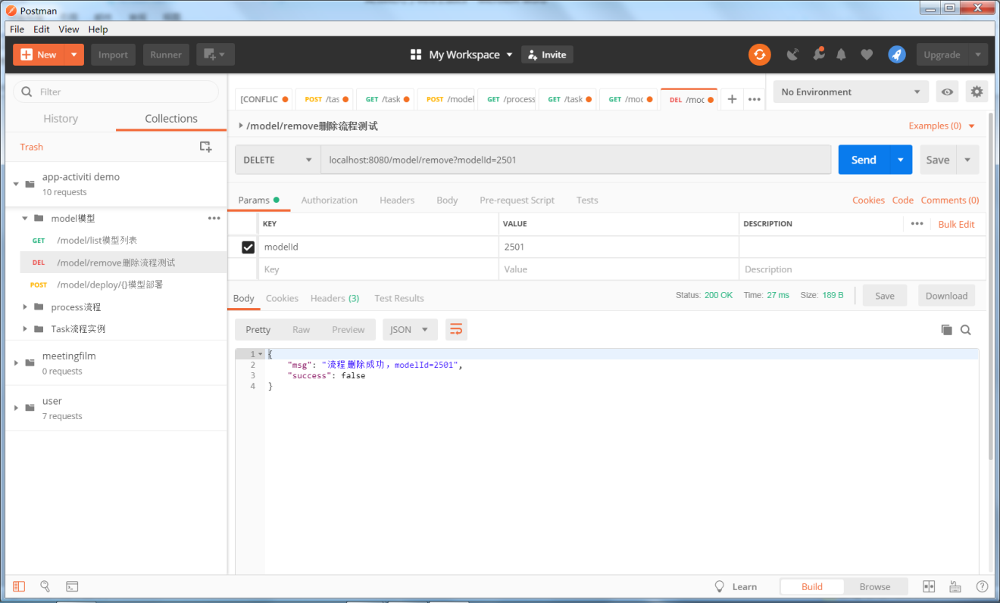 Postman
File Edit View Help
New Import Runner My Workspace Invite Upgrade
Filter
History Collections
Trash
app-activiti demo
10 requests
model模型
GET /model/list模型列表
DEL /model/remove删除流程测试
POST /model/deploy/{}模型部署
process流程
Task流程实例
meetingfilm
0 requests
user
7 requests
[CONFLIC POST /tas GET /task POST /model GET /process GET /task GET /moc DEL /moc
No Environment
/model/remove删除流程测试 Examples (0)
DELETE localhost:8080/model/remove?modelId=2501 Send Save
Params Authorization Headers Body Pre-request Script Tests Cookies Code Comments (0)
KEY VALUE DESCRIPTION Bulk Edit
modelId 2501
Key Value Description
Body Cookies Headers (3) Test Results Status: 200 OK Time: 27 ms Size: 189 B Save Download
Pretty Raw Preview JSON
1 {
2 "msg": "流程删除成功，modelId=2501",
3 "success": false
4 }
Learn Build Browse